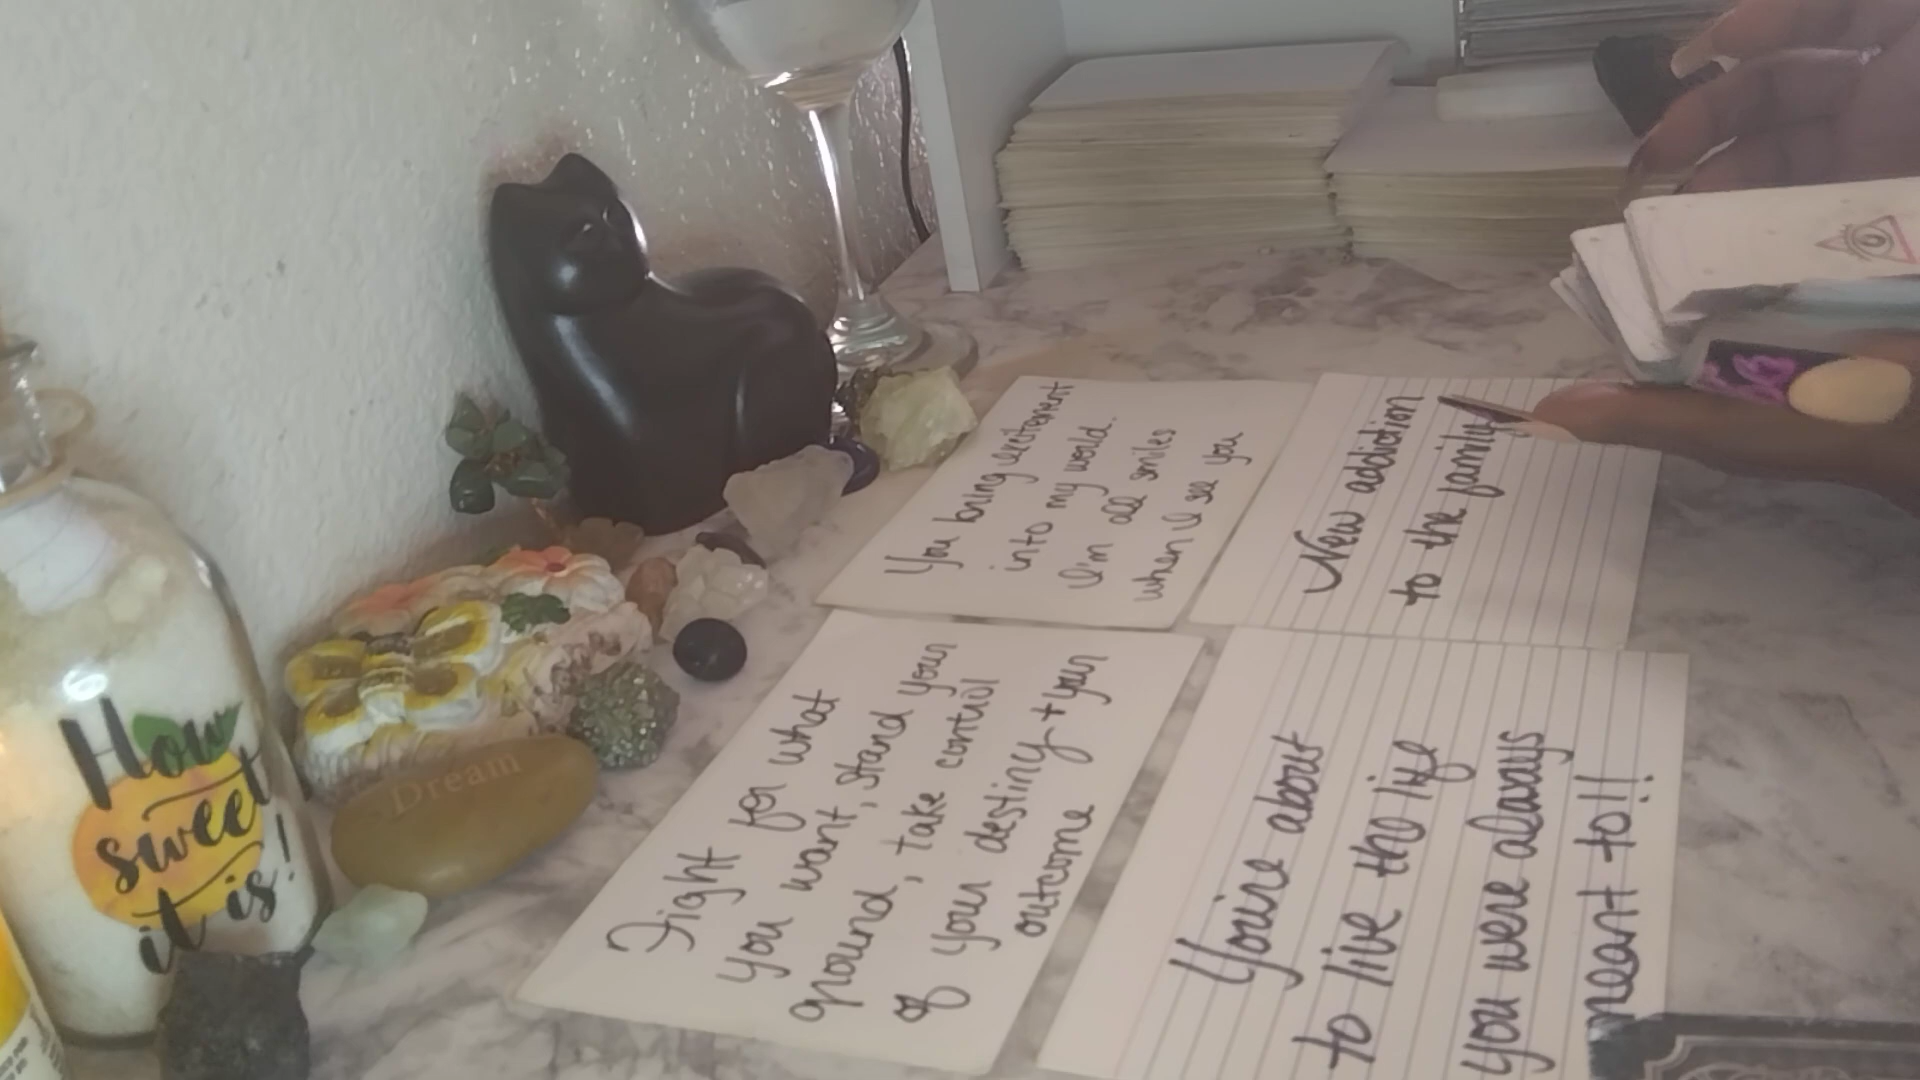 You bring excitement
into my world.
I'm all smiles
when I see you
New addiction
to the family
Fight for what
you want, stand your
ground, take control
of your destiny + your
outcome
You're about
to live the life
you were always
meant to!!
How
sweet
it is!
Dream